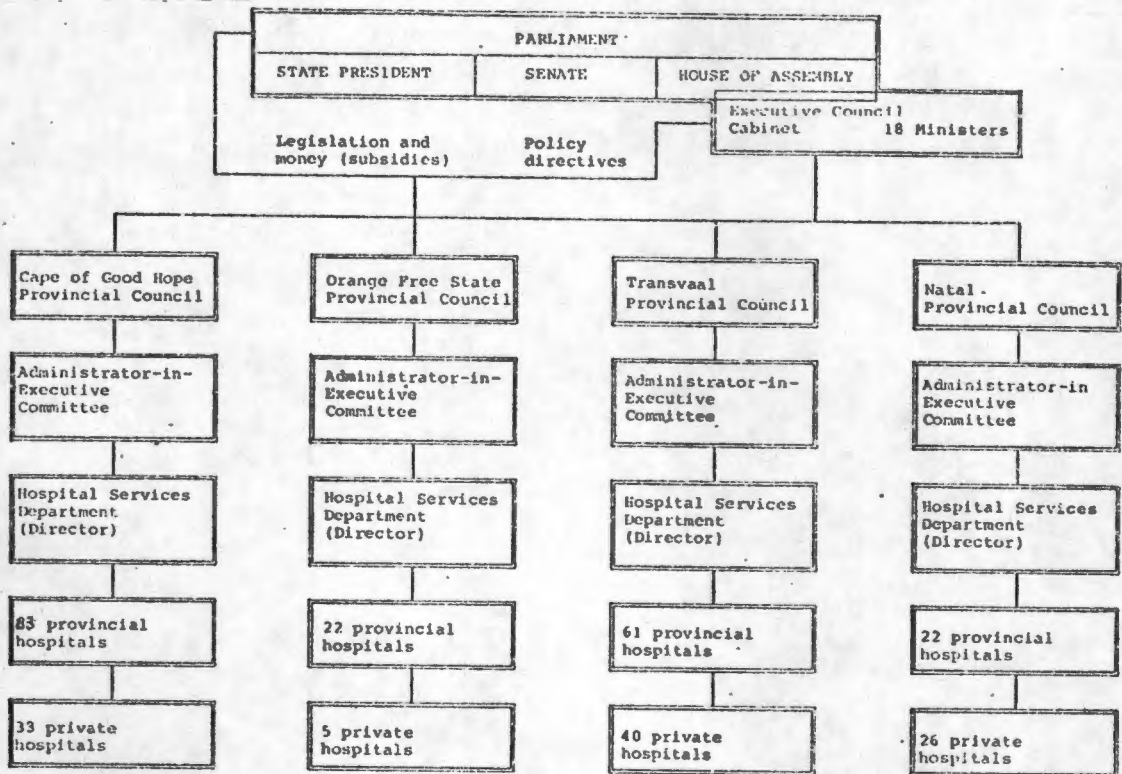 PARLIAMENT
STATE PRESIDENT
SENATE
HOUSE OF ASSEMBLY
Executive Council
Cabinet 18 Ministers
Legislation and
money (subsidies)
Policy
directives
Cape of Good Hope
Provincial Council
Orange Free State
Provincial Council
Transvaal
Provincial Council
Natal
Provincial Council
Administrator-in-
Executive
Committee
Administrator-in-
Executive
Committee
Administrator-in-
Executive
Committee
Administrator-in
Executive
Committee
Hospital Services
Department
(Director)
Hospital Services
Department
(Director)
Hospital Services
Department
(Director)
Hospital Services
Department
(Director)
83 provincial
hospitals
22 provincial
hospitals
61 provincial
hospitals
22 provincial
hospitals
33 private
hospitals
5 private
hospitals
40 private
hospitals
26 private
hospitals